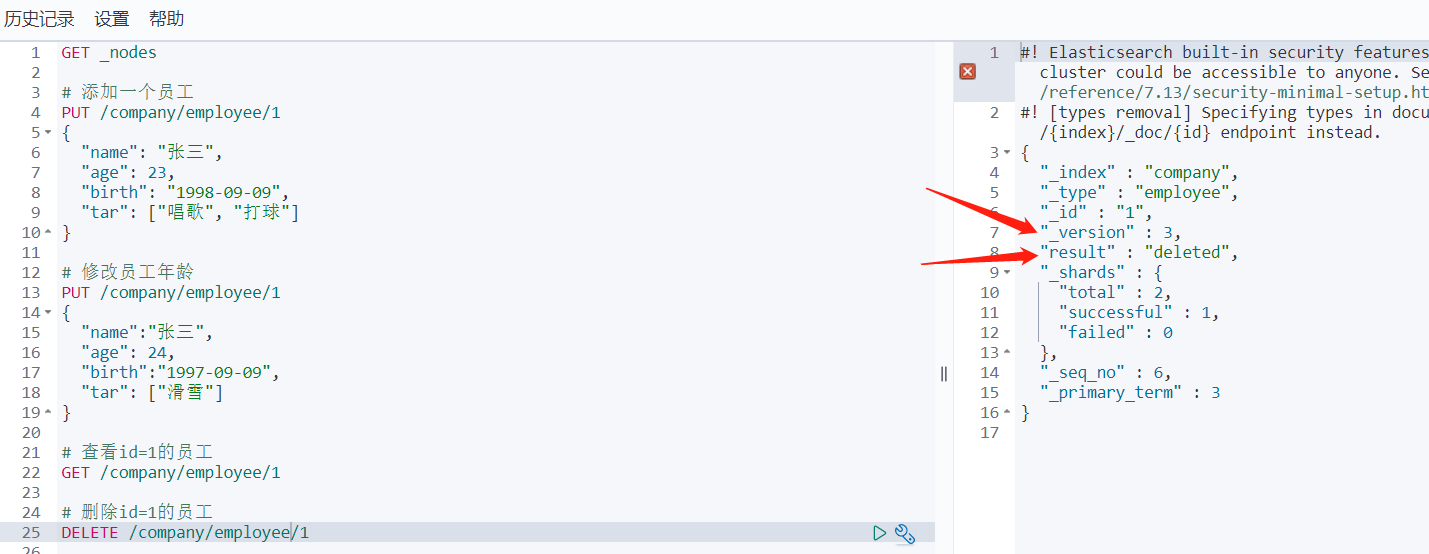 历史记录 设置 帮助
1 GET _nodes
2
3 # 添加一个员工
4 PUT /company/employee/1
5 {
6 "name": "张三",
7 "age": 23,
8 "birth": "1998-09-09",
9 "tar": ["唱歌", "打球"]
10 }
11
12 # 修改员工年龄
13 PUT /company/employee/1
14 {
15 "name":"张三",
16 "age": 24,
17 "birth":"1997-09-09",
18 "tar": ["滑雪"]
19 }
20
21 # 查看id=1的员工
22 GET /company/employee/1
23
24 # 删除id=1的员工
25 DELETE /company/employee/1
26
1 #! Elasticsearch built-in security features
cluster could be accessible to anyone. Se
/reference/7.13/security-minimal-setup.ht
2 #! [types removal] Specifying types in docu
/{index}/_doc/{id} endpoint instead.
3 {
4 "_index" : "company",
5 "_type" : "employee",
6 "_id" : "1",
7 "_version" : 3,
8 "result" : "deleted",
9 "_shards" : {
10 "total" : 2,
11 "successful" : 1,
12 "failed" : 0
13 },
14 "_seq_no" : 6,
15 "_primary_term" : 3
16 }
17